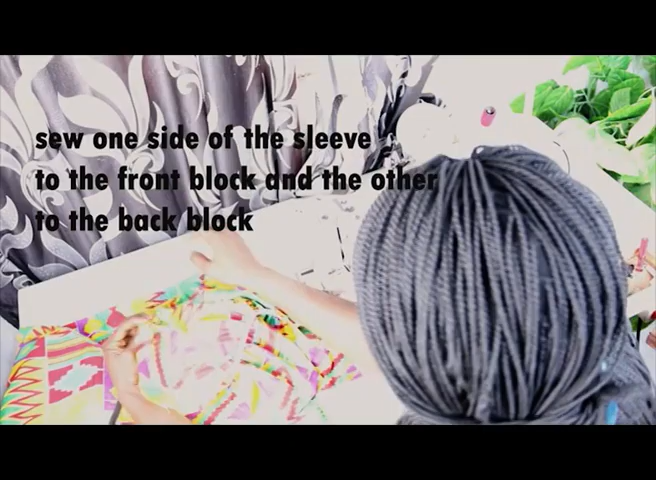 sew one side of the sleeve
to the front block and the other
to the back block